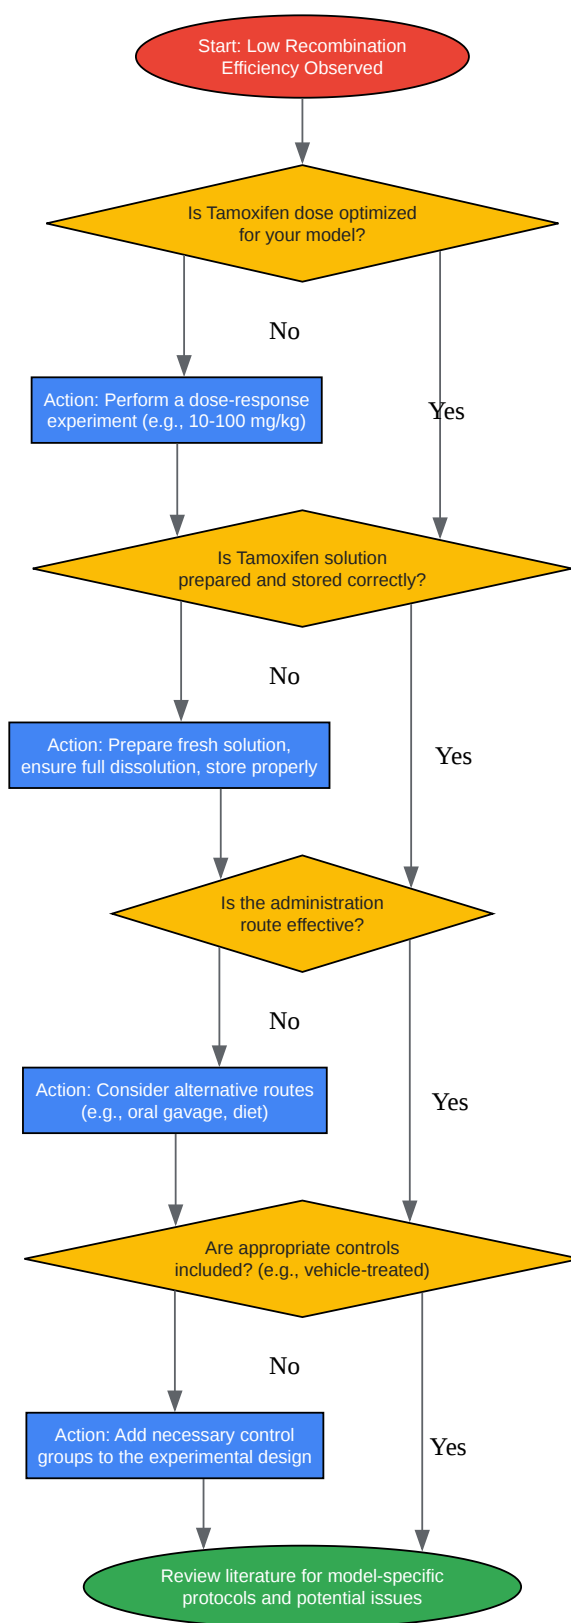 Start: Low Recombination
Efficiency Observed
Is Tamoxifen dose optimized
for your model?
No
Action: Perform a dose-response
experiment (e.g., 10-100 mg/kg)
Yes
Is Tamoxifen solution
prepared and stored correctly?
No
Action: Prepare fresh solution,
ensure full dissolution, store properly
Yes
Is the administration
route effective?
No
Action: Consider alternative routes
(e.g., oral gavage, diet)
Yes
Are appropriate controls
included? (e.g., vehicle-treated)
No
Action: Add necessary control
groups to the experimental design
Yes
Review literature for model-specific
protocols and potential issues